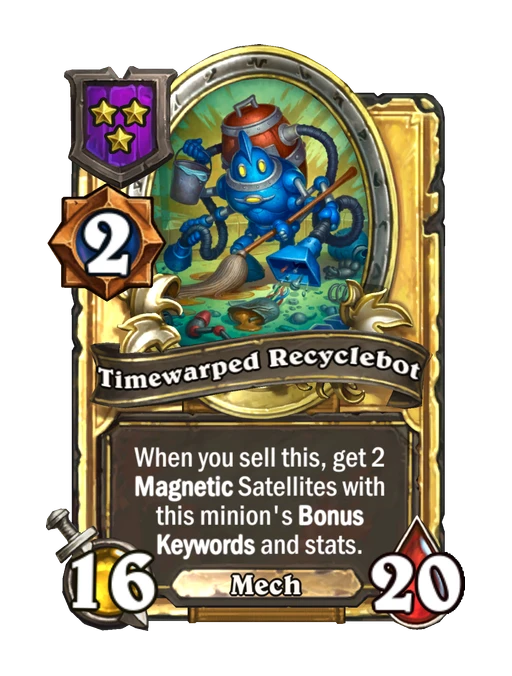 2
Timewarped Recyclebot
When you sell this, get 2
Magnetic Satellites with
this minion's Bonus
Keywords and stats.
16
Mech
20